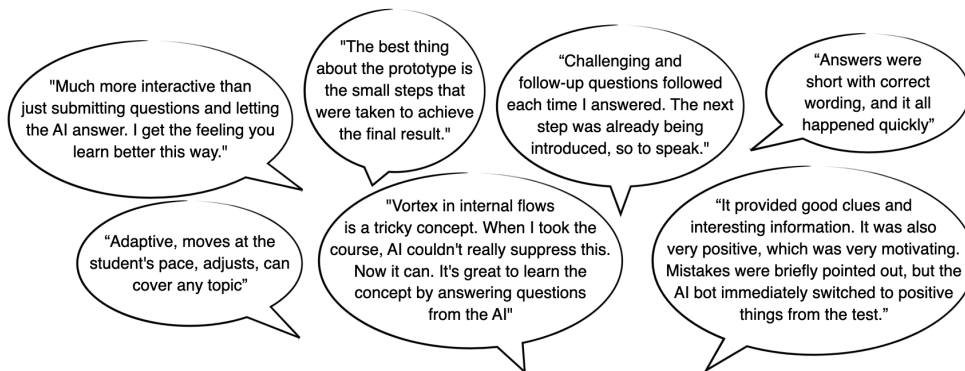 "Much more interactive than
just submitting questions and letting
the AI answer. I get the feeling you
learn better this way."
"The best thing
about the prototype is
the small steps that
were taken to achieve
the final result."
“Challenging and
follow-up questions followed
each time I answered. The next
step was already being
introduced, so to speak."
“Answers were
short with correct
wording, and it all
happened quickly”
“Adaptive, moves at the
student's pace, adjusts, can
cover any topic”
"Vortex in internal flows
is a tricky concept. When I took the
course, AI couldn't really suppress this.
Now it can. It's great to learn the
concept by answering questions
from the AI"
“It provided good clues and
interesting information. It was also
very positive, which was very motivating.
Mistakes were briefly pointed out, but the
AI bot immediately switched to positive
things from the test.”